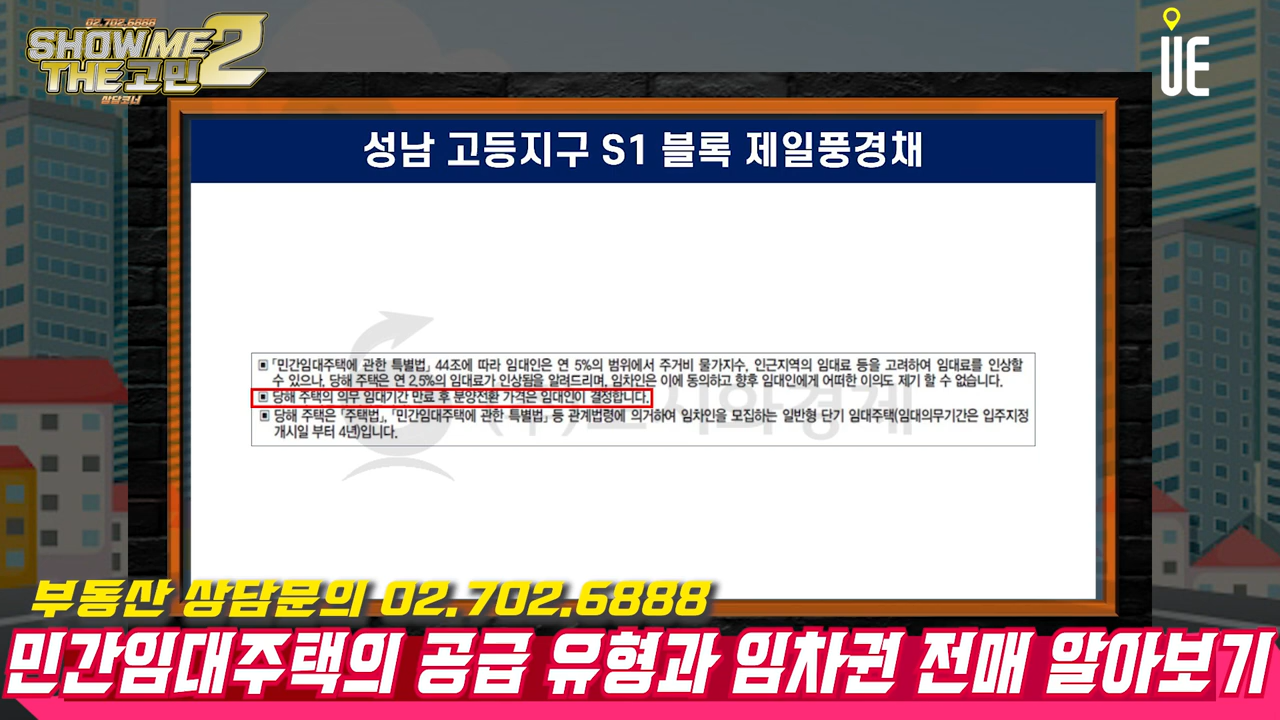 02.702.6888
SHOW ME
THE고민2
상담코너
UE
성남 고등지구 S1 블록 제일풍경채
▣「민간임대주택에 관한 특별법」 44조에 따라 임대인은 연 5%의 범위에서 주거비 물가지수, 인근지역의 임대료 등을 고려하여 임대료를 인상할
수 있으나, 당해 주택은 연 2.5%의 임대료가 인상됨을 알려드리며, 임차인은 이에 동의하고 향후 임대인에게 어떠한 이의도 제기 할 수 없습니다.
▣ 당해 주택의 의무 임대기간 만료 후 분양전환 가격은 임대인이 결정합니다.
▣ 당해 주택은 「주택법」, 「민간임대주택에 관한 특별법」 등 관계법령에 의거하여 임차인을 모집하는 일반형 단기 임대주택(임대의무기간은 입주지정
개시일 부터 4년)입니다.
부동산 상담문의 02.702.6888
민간임대주택의 공급 유형과 임차권 전매 알아보기